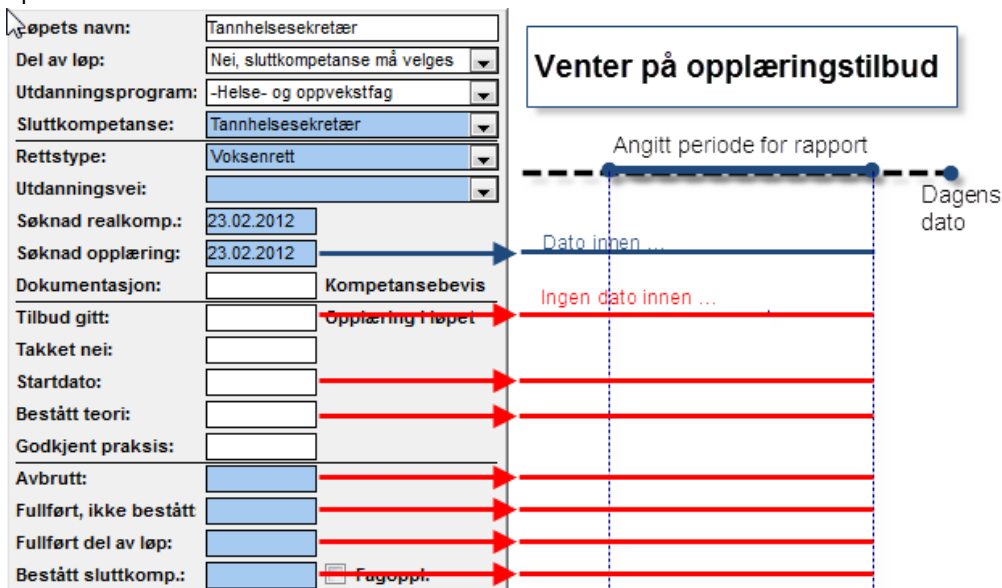 Løpets navn: Tannhelsesekretær
Del av løp: Nei, sluttkompetanse må velges
Utdanningsprogram: -Helse- og oppvekstfag
Sluttkompetanse: Tannhelsesekretær
Rettstype: Voksenrett
Utdanningsvei:
Søknad realkomp.: 23.02.2012
Søknad opplæring: 23.02.2012
Dokumentasjon: Kompetansebevis
Tilbud gitt: Opplæring i løpet
Takket nei:
Startdato:
Bestått teori:
Godkjent praksis:
Avbrutt:
Fullført, ikke bestått
Fullført del av løp:
Bestått sluttkomp.: Fagoppl.
Venter på opplæringstilbud
Angitt periode for rapport
Dagens
dato
Dato innen ...
Ingen dato innen ...